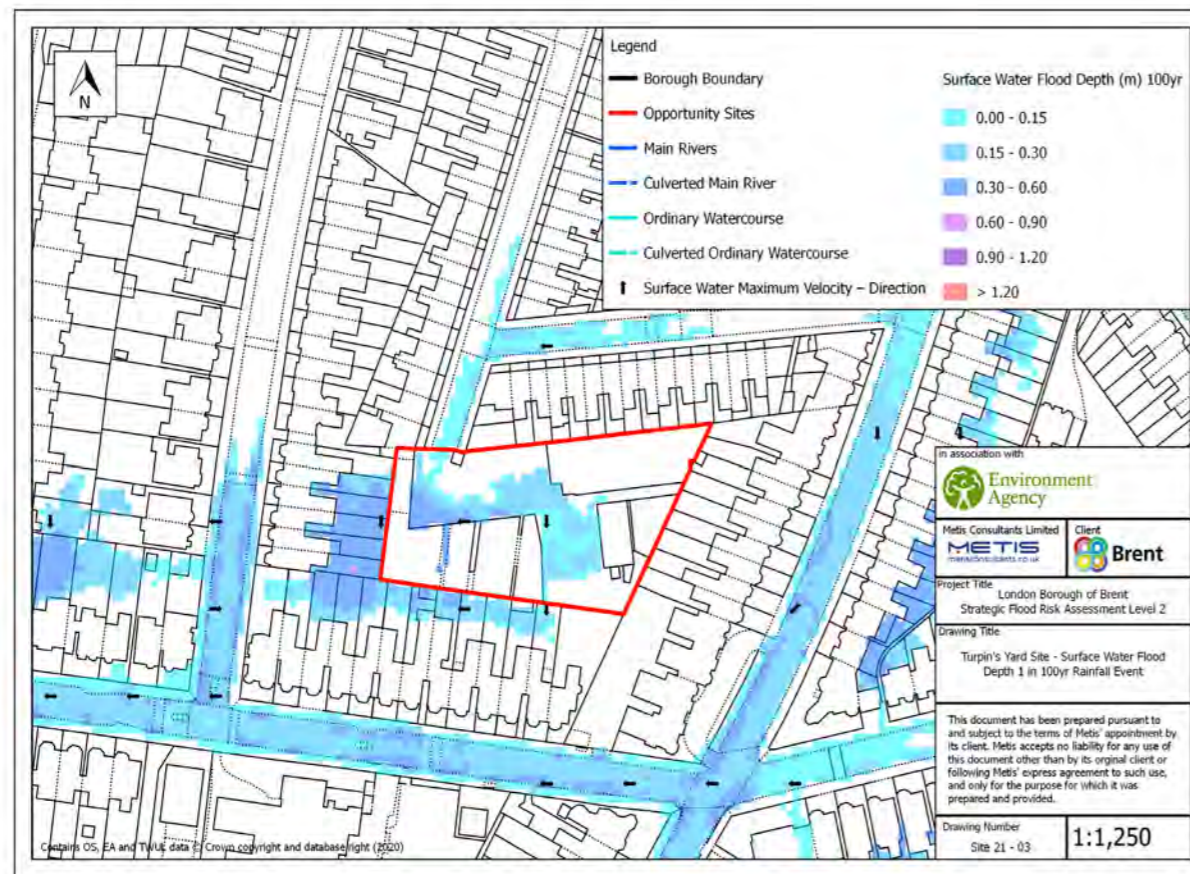 N
Legend
Borough Boundary
Opportunity Sites
Main Rivers
Culverted Main River
Ordinary Watercourse
Culverted Ordinary Watercourse
Surface Water Maximum Velocity – Direction
Surface Water Flood Depth (m) 100yr
0.00 - 0.15
0.15 - 0.30
0.30 - 0.60
0.60 - 0.90
0.90 - 1.20
> 1.20
in association with
Environment
Agency
Metis Consultants Limited
METIS
metisconsultants.co.uk
Client
Brent
Project Title
London Borough of Brent
Strategic Flood Risk Assessment Level 2
Drawing Title
Turpin's Yard Site - Surface Water Flood
Depth 1 in 100yr Rainfall Event
This document has been prepared pursuant to
and subject to the terms of Metis' appointment by
its client. Metis accepts no liability for any use of
this document other than by its orginal client or
following Metis' express agreement to such use,
and only for the purpose for which it was
prepared and provided.
Drawing Number
Site 21 - 03
1:1,250
Contains OS, EA and TWUL data © Crown copyright and database right (2020)